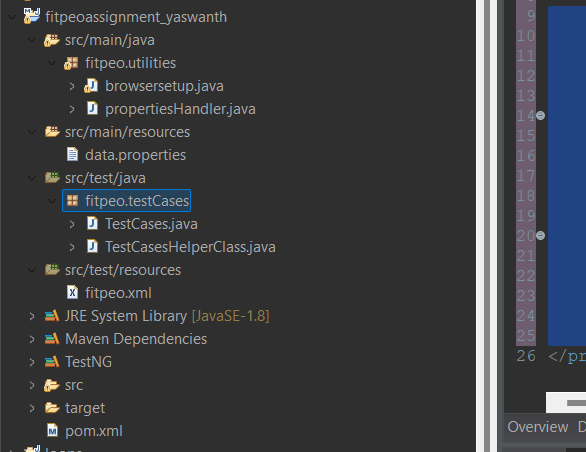 fitpeoassignment_yaswanth
src/main/java
fitpeo.utilities
browsersetup.java
propertiesHandler.java
src/main/resources
data.properties
src/test/java
fitpeo.testCases
TestCases.java
TestCasesHelperClass.java
src/test/resources
fitpeo.xml
JRE System Library [JavaSE-1.8]
Maven Dependencies
TestNG
src
target
pom.xml
9
10
11
12
13
14
15
16
17
18
19
20
21
22
23
24
25
26 </pr
Overview D